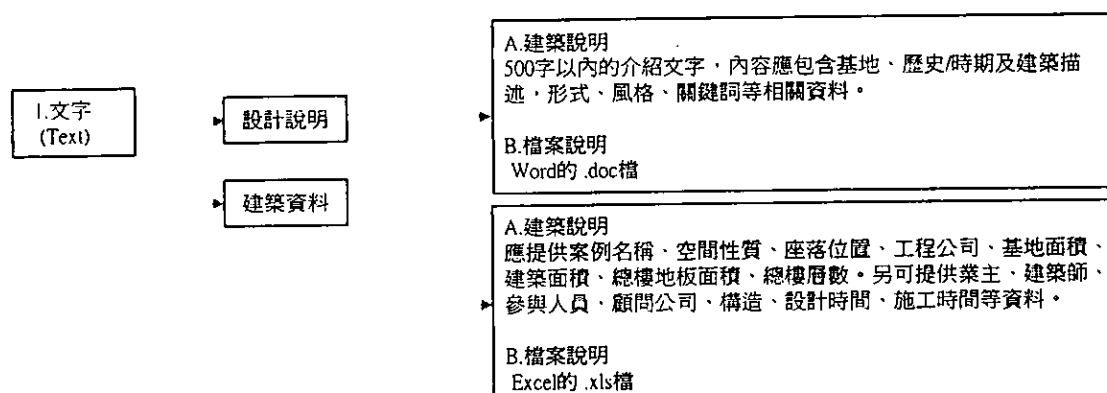 1.文字
(Text)
設計說明
A.建築說明
500字以內的介紹文字，內容應包含基地、歷史/時期及建築描
述，形式、風格、關鍵詞等相關資料。
B.檔案說明
Word的 .doc檔
建築資料
A.建築說明
應提供案例名稱、空間性質、座落位置、工程公司、基地面積、
建築面積、總樓地板面積、總樓層數。另可提供業主、建築師、
參與人員、顧問公司、構造、設計時間、施工時間等資料。
B.檔案說明
Excel的 .xls檔